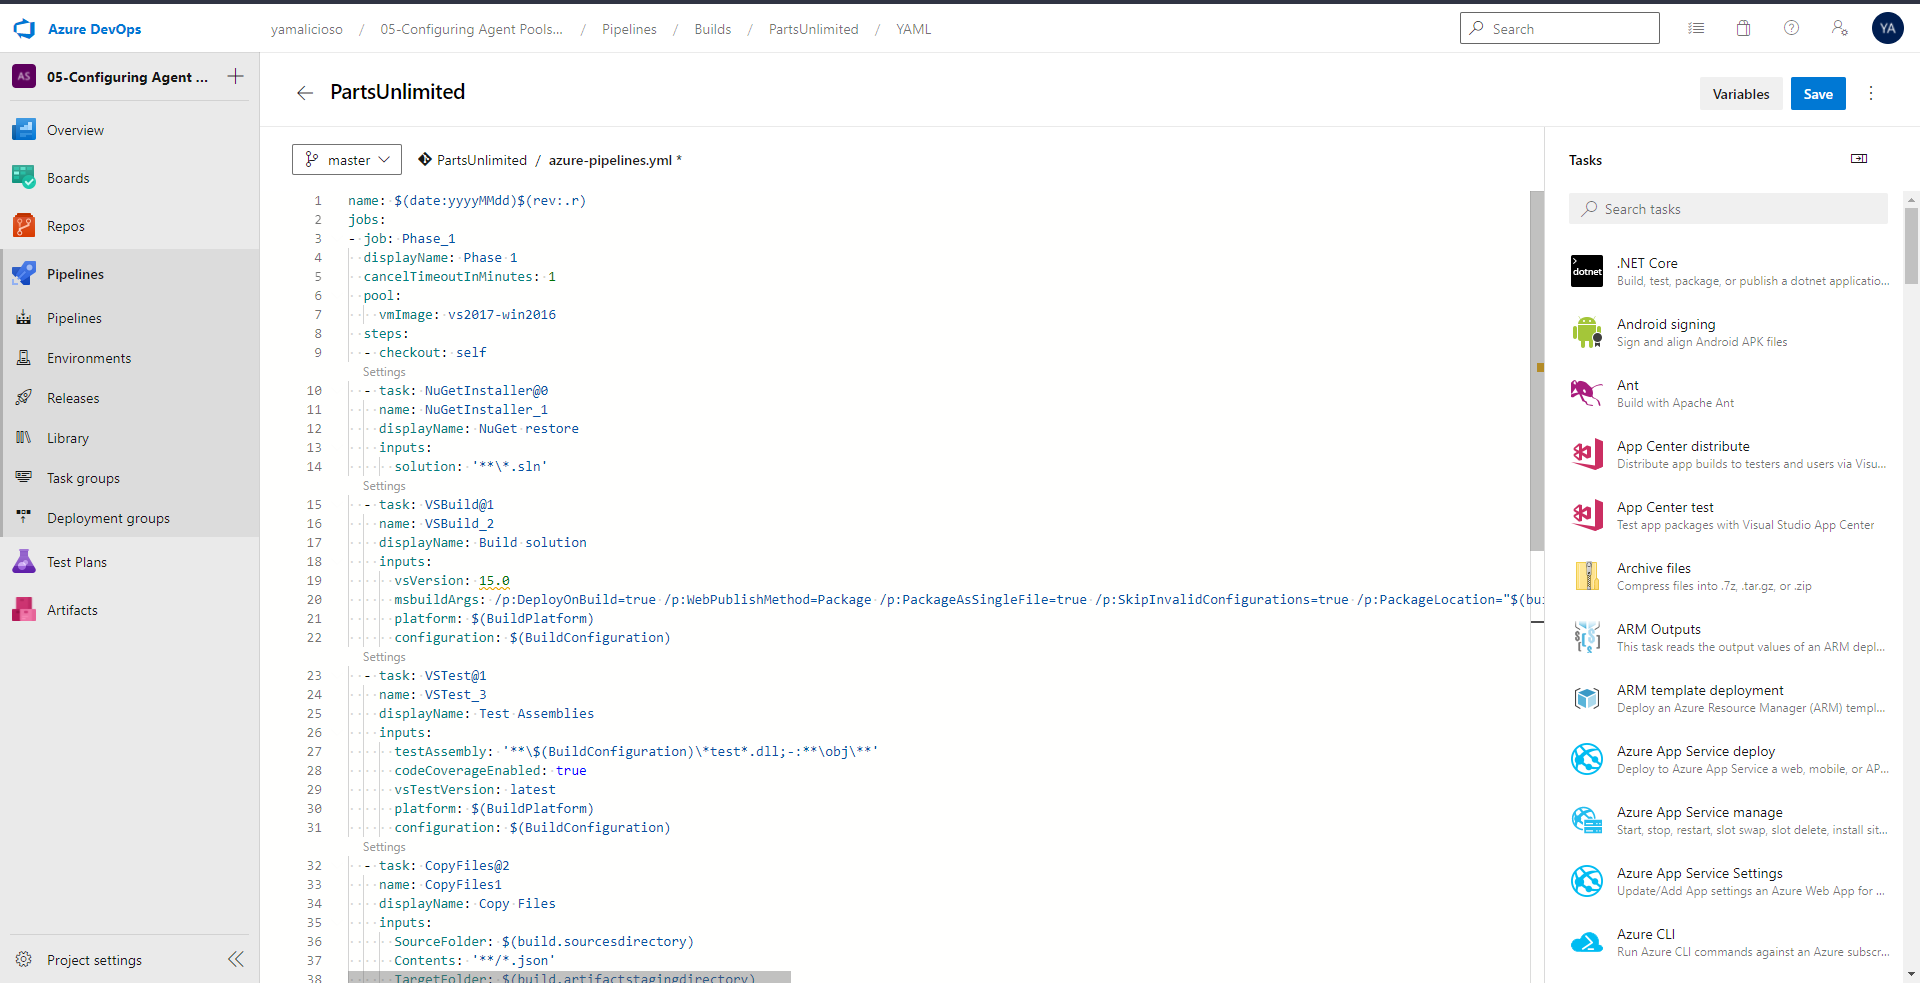 Azure DevOps
yamalicioso / 05-Configuring Agent Pools... / Pipelines / Builds / PartsUnlimited / YAML
Search
YA
AS 05-Configuring Agent ...
Overview
Boards
Repos
Pipelines
Pipelines
Environments
Releases
Library
Task groups
Deployment groups
Test Plans
Artifacts
Project settings
PartsUnlimited
Variables
Save
master
PartsUnlimited / azure-pipelines.yml *
1 name: $(date:yyyyMMdd)$(rev:.r)
2 jobs:
3 - job: Phase_1
4 displayName: Phase 1
5 cancelTimeoutInMinutes: 1
6 pool:
7 vmImage: vs2017-win2016
8 steps:
9 - checkout: self
Settings
10 - task: NuGetInstaller@0
11 name: NuGetInstaller_1
12 displayName: NuGet restore
13 inputs:
14 solution: '**\*.sln'
Settings
15 - task: VSBuild@1
16 name: VSBuild_2
17 displayName: Build solution
18 inputs:
19 vsVersion: 15.0
20 msbuildArgs: /p:DeployOnBuild=true /p:WebPublishMethod=Package /p:PackageAsSingleFile=true /p:SkipInvalidConfigurations=true /p:PackageLocation="$(bui
21 platform: $(BuildPlatform)
22 configuration: $(BuildConfiguration)
Settings
23 - task: VSTest@1
24 name: VSTest_3
25 displayName: Test Assemblies
26 inputs:
27 testAssembly: '**\$(BuildConfiguration)\*test*.dll;-:**\obj\**'
28 codeCoverageEnabled: true
29 vsTestVersion: latest
30 platform: $(BuildPlatform)
31 configuration: $(BuildConfiguration)
Settings
32 - task: CopyFiles@2
33 name: CopyFiles1
34 displayName: Copy Files
35 inputs:
36 SourceFolder: $(build.sourcesdirectory)
37 Contents: '**/*.json'
38 TargetFolder: $(build.artifactstagingdirectory)
Tasks
Search tasks
dotnet
.NET Core
Build, test, package, or publish a dotnet applicatio...
Android signing
Sign and align Android APK files
Ant
Build with Apache Ant
App Center distribute
Distribute app builds to testers and users via Visu...
App Center test
Test app packages with Visual Studio App Center
Archive files
Compress files into .7z, .tar.gz, or .zip
ARM Outputs
This task reads the output values of an ARM depl...
ARM template deployment
Deploy an Azure Resource Manager (ARM) templ...
Azure App Service deploy
Deploy to Azure App Service a web, mobile, or AP...
Azure App Service manage
Start, stop, restart, slot swap, slot delete, install sit...
Azure App Service Settings
Update/Add App settings an Azure Web App for ...
Azure CLI
Run Azure CLI commands against an Azure subscr...